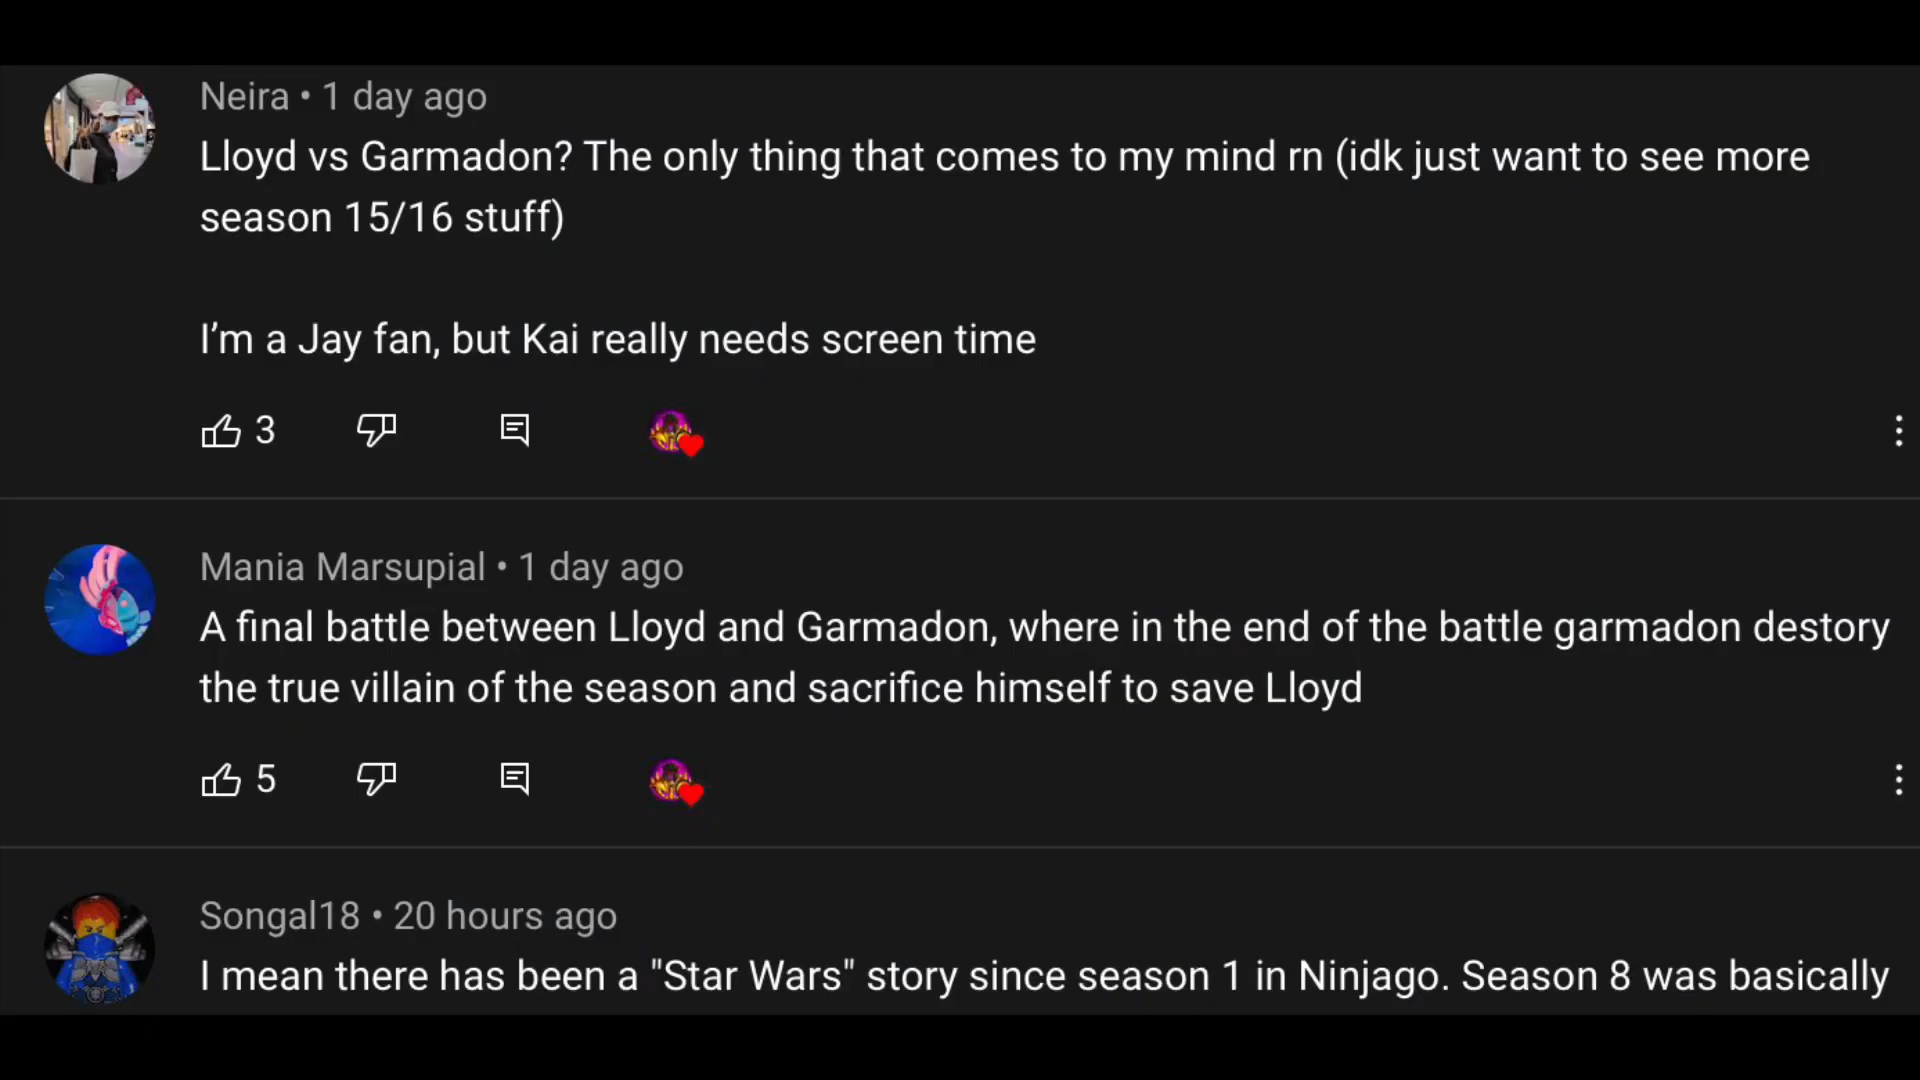 Neira • 1 day ago
Lloyd vs Garmadon? The only thing that comes to my mind rn (idk just want to see more
season 15/16 stuff)
I’m a Jay fan, but Kai really needs screen time
3
Mania Marsupial • 1 day ago
A final battle between Lloyd and Garmadon, where in the end of the battle garmadon destory
the true villain of the season and sacrifice himself to save Lloyd
5
Songal18 • 20 hours ago
I mean there has been a "Star Wars" story since season 1 in Ninjago. Season 8 was basically